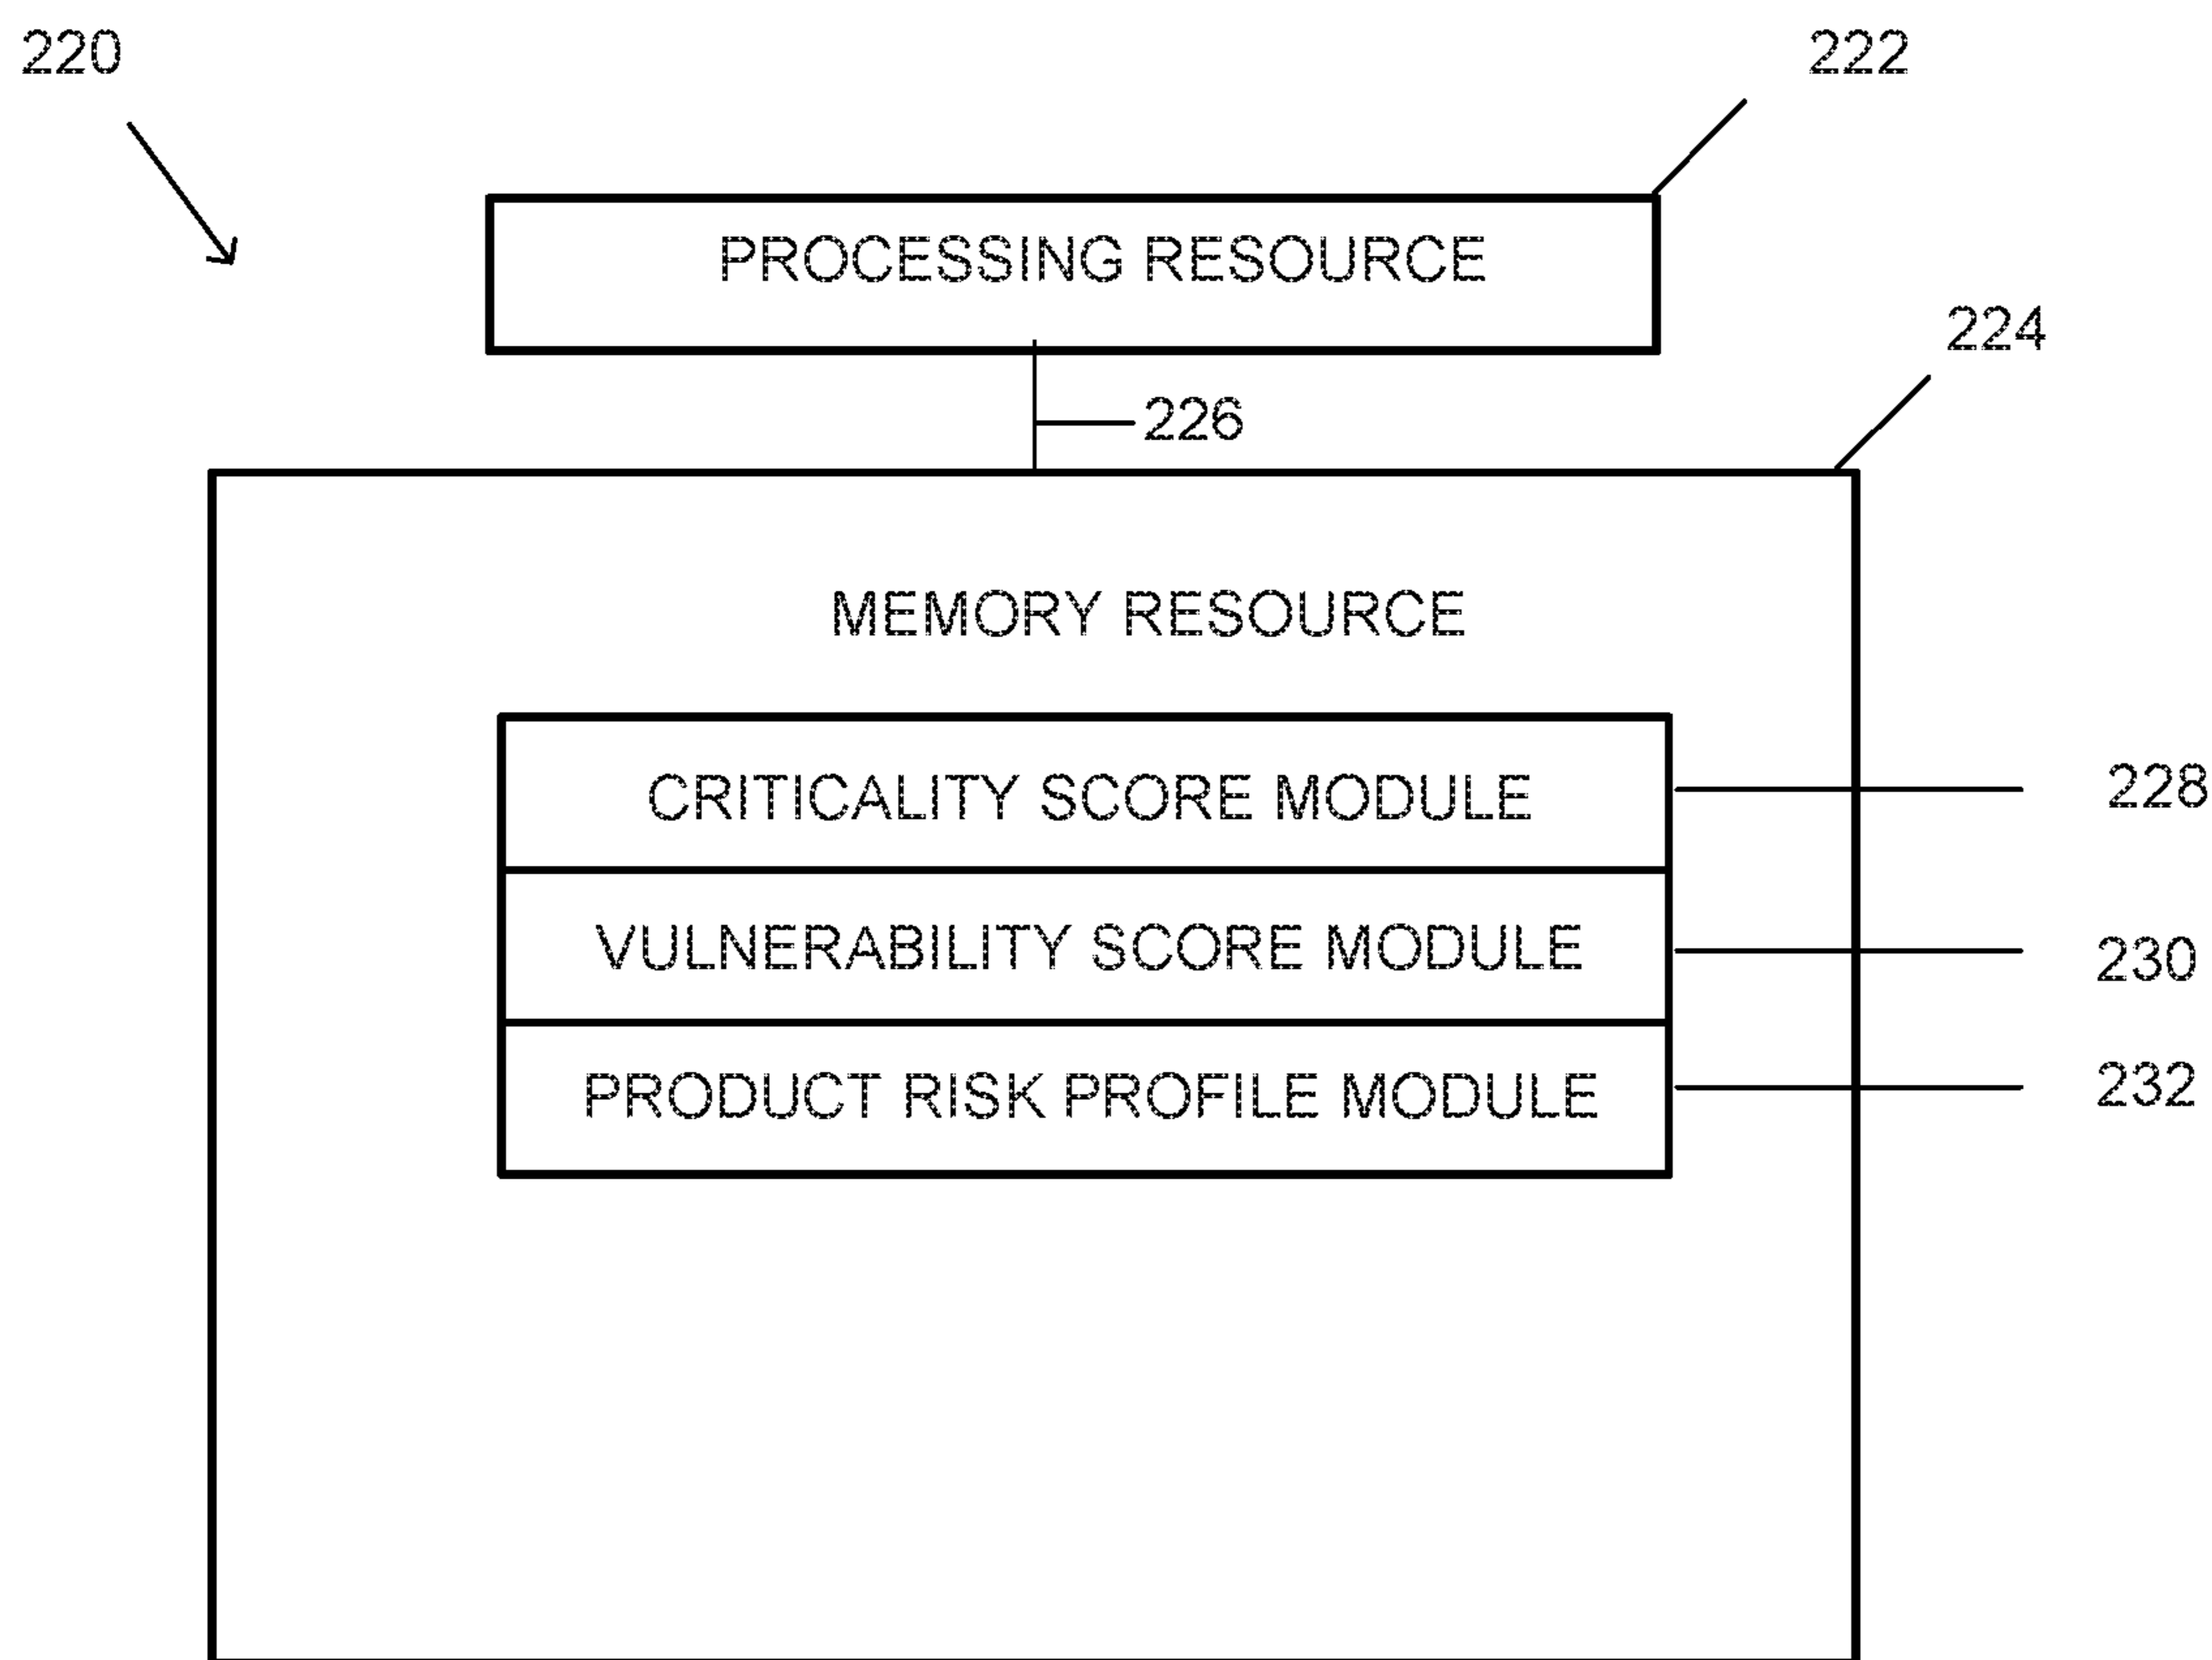 220
222
PROCESSING RESOURCE
224
226
MEMORY RESOURCE
CRITICALITY SCORE MODULE
228
VULNERABILITY SCORE MODULE
230
PRODUCT RISK PROFILE MODULE
232